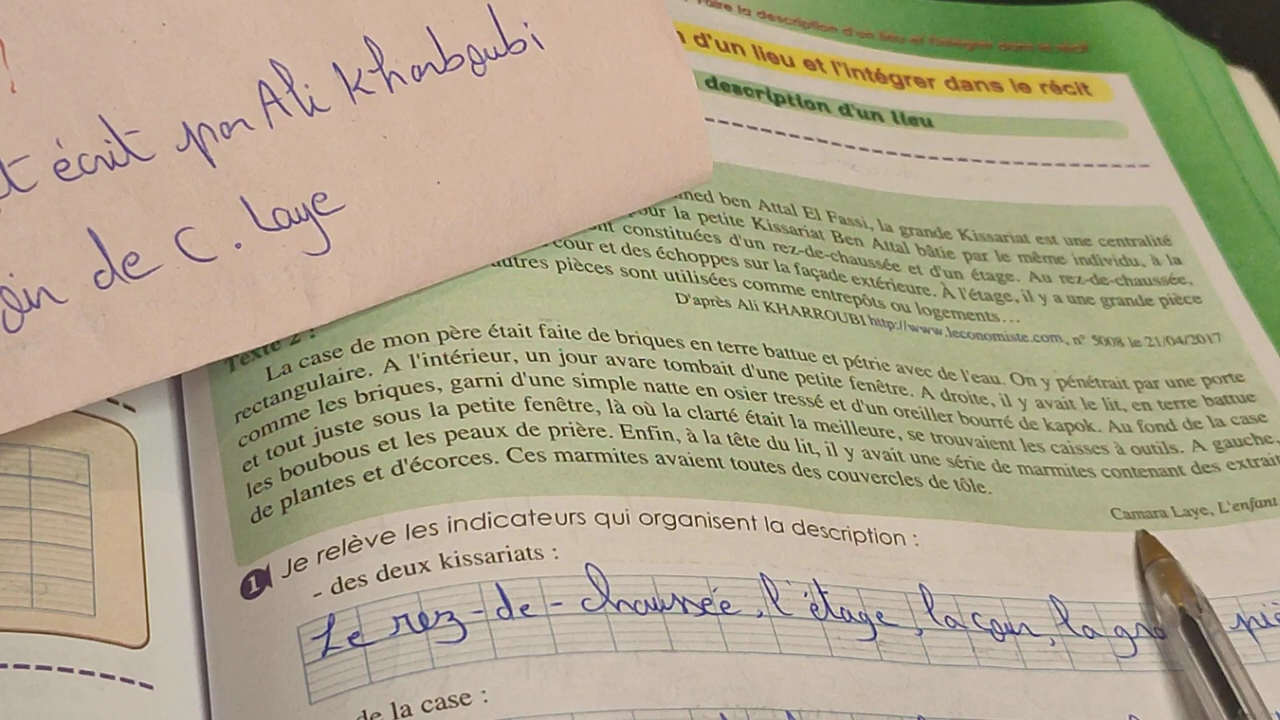 !
écrit par Ali Kharboubi
de C. Laye
Faire la description d'un lieu et l'intégrer dans le récit
d'un lieu et l'intégrer dans le récit
description d'un lieu
ben Attal El Fassi, la grande Kissariat est une centralité
pour la petite Kissariat Ben Attal bâtie par le même individu, à la
constituées d'un rez-de-chaussée et d'un étage. Au rez-de-chaussée,
cour et des échoppes sur la façade extérieure. À l'étage, il y a une grande pièce
autres pièces sont utilisées comme entrepôts ou logements…
D'après Ali KHARROUBI http://www.leconomiste.com, n° 5008 le 21/04/2017
Texte 2 :
La case de mon père était faite de briques en terre battue et pétrie avec de l'eau. On y pénétrait par une porte
rectangulaire. A l'intérieur, un jour avare tombait d'une petite fenêtre. A droite, il y avait le lit, en terre battue
comme les briques, garni d'une simple natte en osier tressé et d'un oreiller bourré de kapok. Au fond de la case
et tout juste sous la petite fenêtre, là où la clarté était la meilleure, se trouvaient les caisses à outils. A gauche,
les boubous et les peaux de prière. Enfin, à la tête du lit, il y avait une série de marmites contenant des extrait
de plantes et d'écorces. Ces marmites avaient toutes des couvercles de tôle.
Camara Laye, L'enfant
1 Je relève les indicateurs qui organisent la description :
- des deux kissariats :
Le rez-de-chaussée, l'étage, la cour, la
de la case :